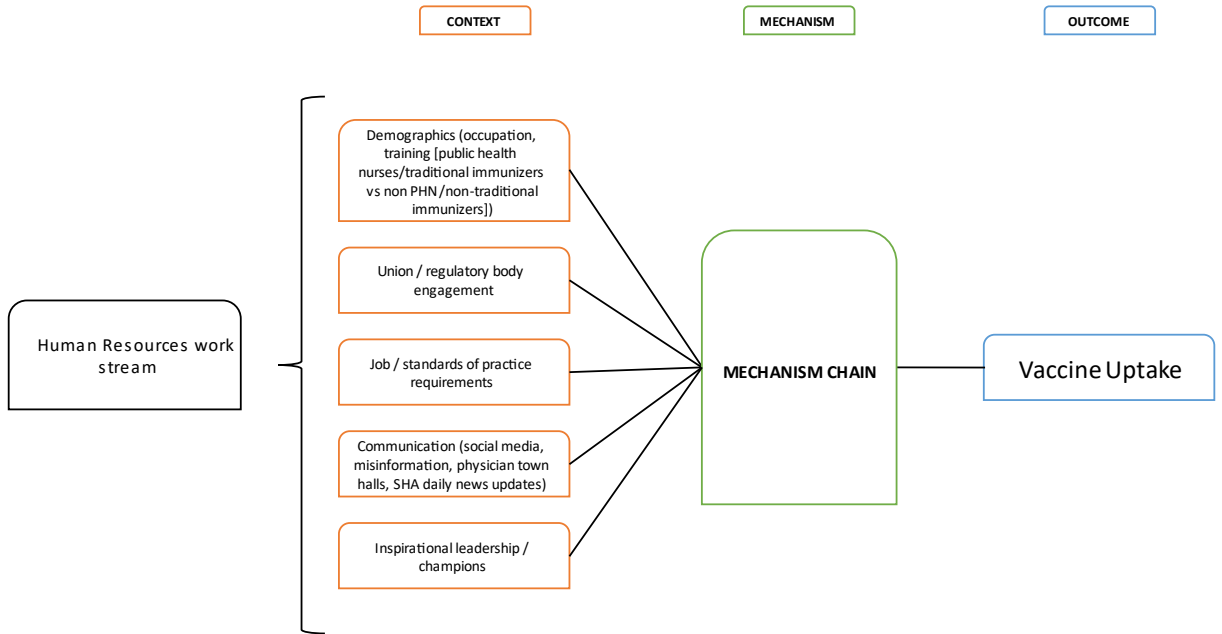 CONTEXT
MECHANISM
OUTCOME
Human Resources work
stream
Demographics (occupation,
training [public health
nurses/traditional immunizers
vs non PHN/non-traditional
immunizers])
Union / regulatory body
engagement
Job / standards of practice
requirements
Communication (social media,
misinformation, physician town
halls, SHA daily news updates)
Inspirational leadership /
champions
MECHANISM CHAIN
Vaccine Uptake